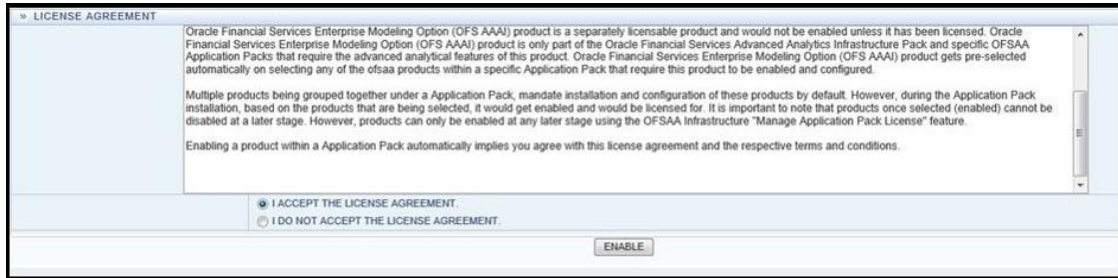 » LICENSE AGREEMENT
Oracle Financial Services Enterprise Modeling Option (OFS AAAI) product is a separately licensable product and would not be enabled unless it has been licensed. Oracle
Financial Services Enterprise Modeling Option (OFS AAAI) product is only part of the Oracle Financial Services Advanced Analytics Infrastructure Pack and specific OFSAA
Application Packs that require the advanced analytical features of this product. Oracle Financial Services Enterprise Modeling Option (OFS AAAI) product gets pre-selected
automatically on selecting any of the ofsaa products within a specific Application Pack that require this product to be enabled and configured.
Multiple products being grouped together under a Application Pack, mandate installation and configuration of these products by default. However, during the Application Pack
installation, based on the products that are being selected, it would get enabled and would be licensed for. It is important to note that products once selected (enabled) cannot be
disabled at a later stage. However, products can only be enabled at any later stage using the OFSAA Infrastructure "Manage Application Pack License" feature.
Enabling a product within a Application Pack automatically implies you agree with this license agreement and the respective terms and conditions.
I ACCEPT THE LICENSE AGREEMENT.
I DO NOT ACCEPT THE LICENSE AGREEMENT.
ENABLE